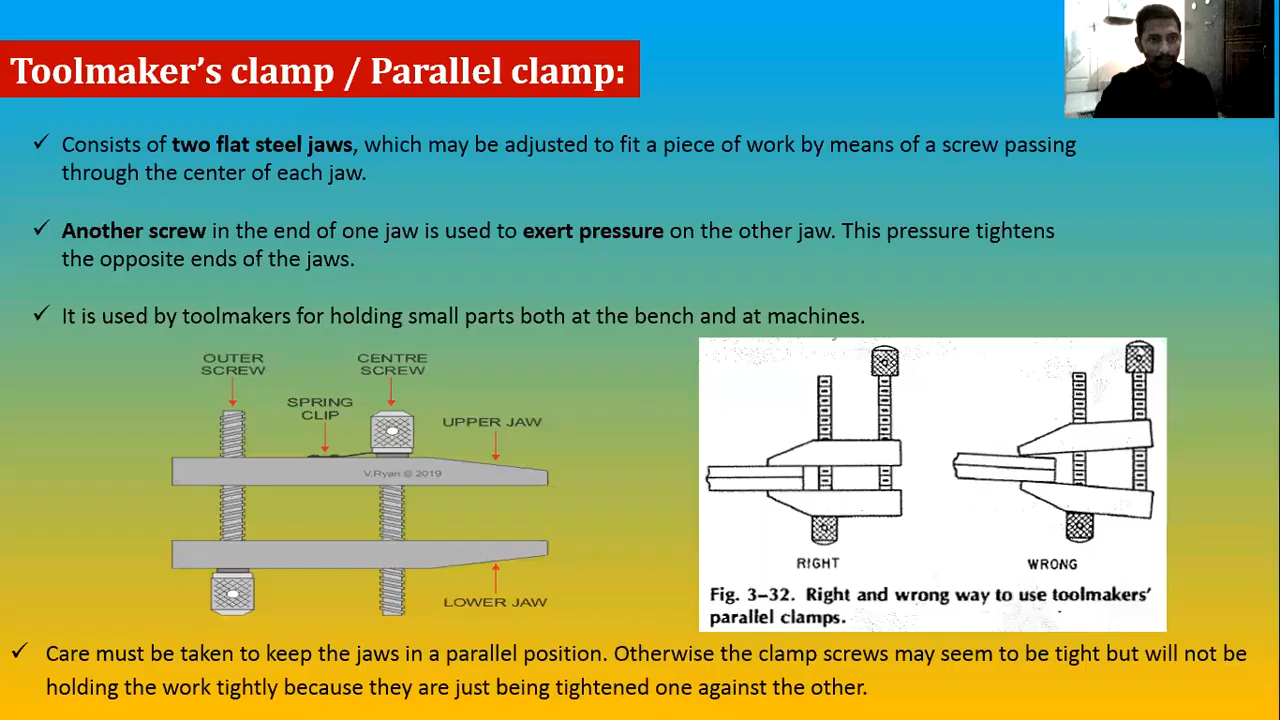 Toolmaker's clamp / Parallel clamp:
✓ Consists of two flat steel jaws, which may be adjusted to fit a piece of work by means of a screw passing
through the center of each jaw.
✓ Another screw in the end of one jaw is used to exert pressure on the other jaw. This pressure tightens
the opposite ends of the jaws.
✓ It is used by toolmakers for holding small parts both at the bench and at machines.
OUTER
SCREW
CENTRE
SCREW
SPRING
CLIP
UPPER JAW
V.Ryan @ 2019
LOWER JAW
RIGHT
WRONG
Fig. 3–32. Right and wrong way to use toolmakers'
parallel clamps.
✓ Care must be taken to keep the jaws in a parallel position. Otherwise the clamp screws may seem to be tight but will not be
holding the work tightly because they are just being tightened one against the other.